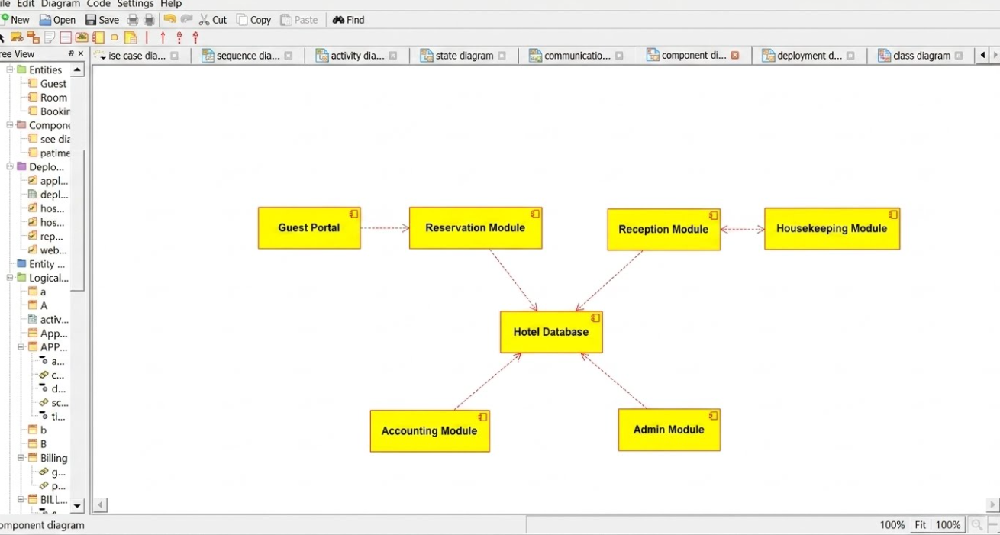 ile Edit Diagram Code Settings Help
New Open Save Cut Copy Paste Find
ree View
ise case dia... sequence dia... activity dia... state diagram communicatio... component di... deployment d... class diagram
Entities
Guest
Room
Bookin
Compone
see dia
patime
Deplo...
appl...
depl...
hos...
hos...
rep...
web...
Entity ...
Logical...
a
A
activ...
App...
APP...
a...
c...
d...
sc...
ti...
b
B
Billing
g...
p...
BILL...
Guest Portal
Reservation Module
Reception Module
Housekeeping Module
Hotel Database
Accounting Module
Admin Module
omponent diagram
100% Fit 100%